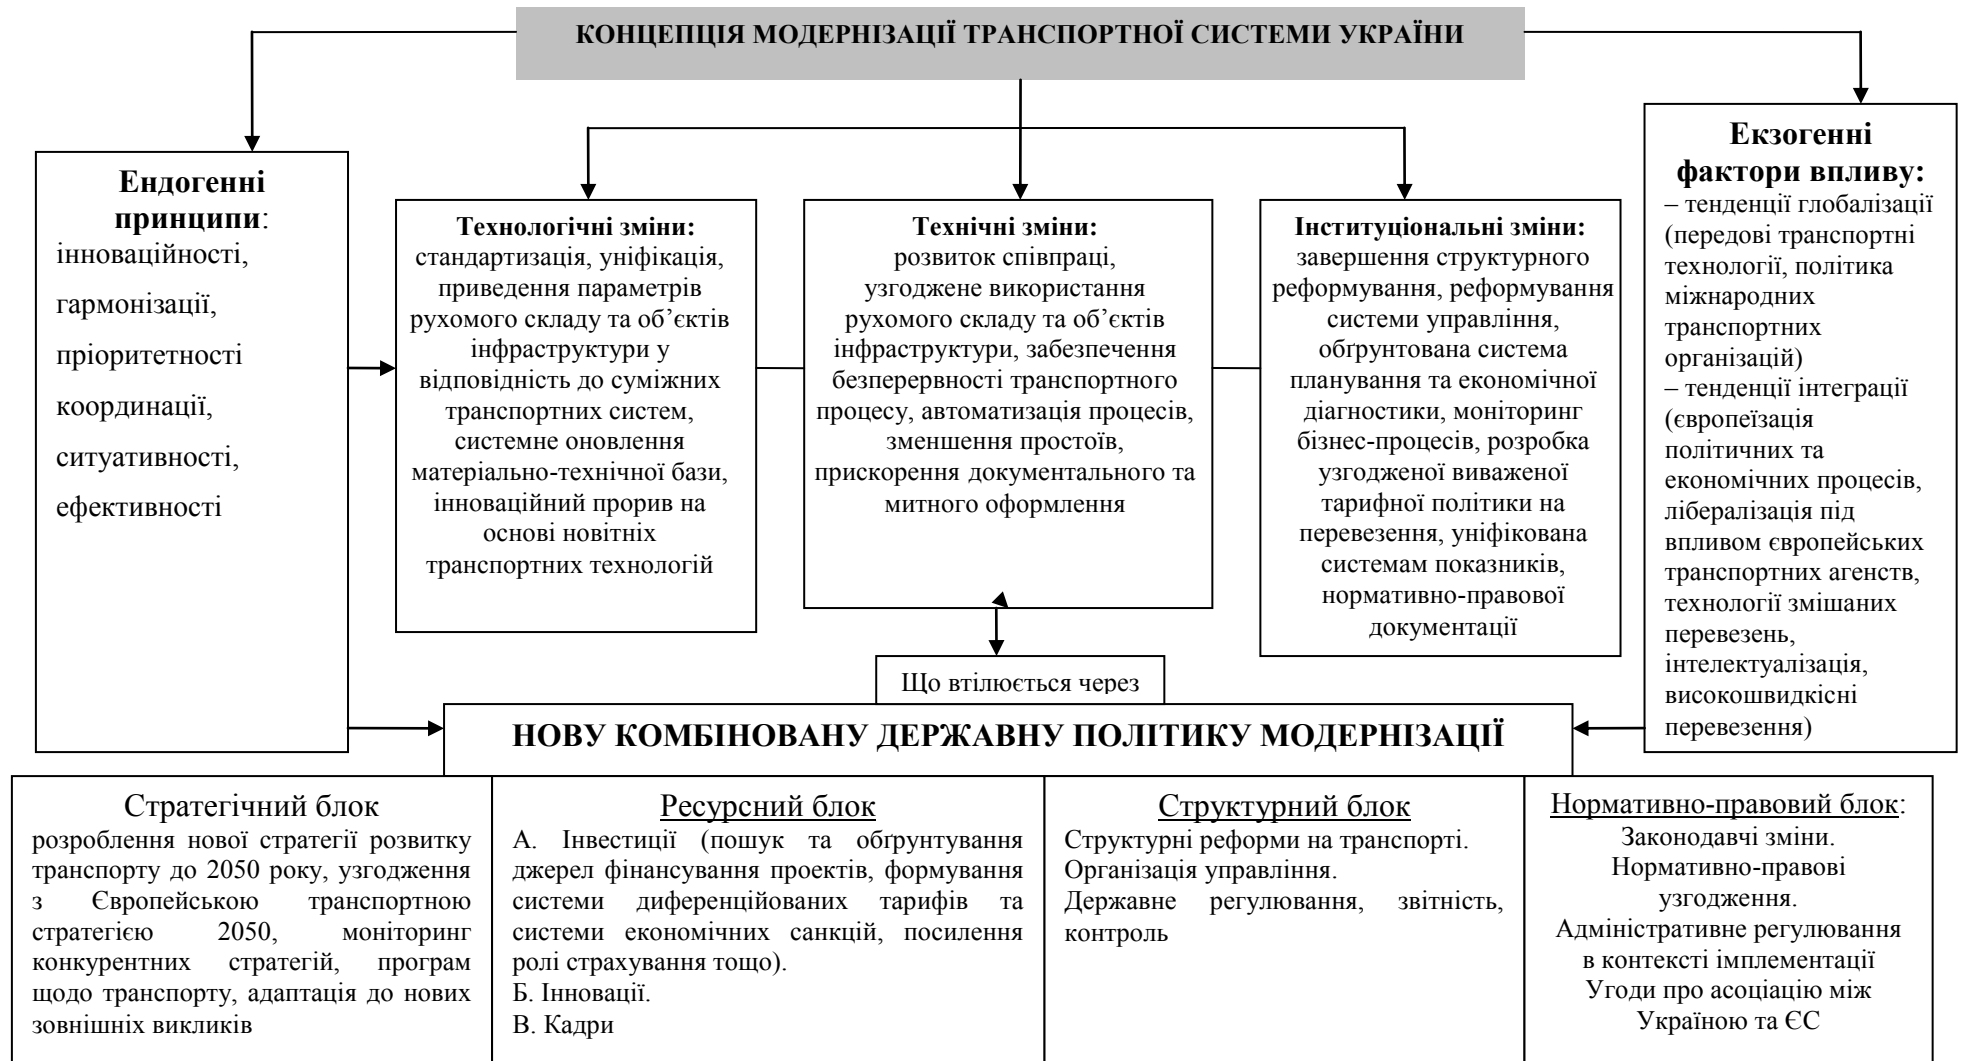 КОНЦЕПЦІЯ МОДЕРНІЗАЦІЇ ТРАНСПОРТНОЇ СИСТЕМИ УКРАЇНИ
Ендогенні
принципи:
інноваційності,
гармонізації,
пріоритетності
координації,
ситуативності,
ефективності
Технологічні зміни:
стандартизація, уніфікація,
приведення параметрів
рухомого складу та об’єктів
інфраструктури у
відповідність до суміжних
транспортних систем,
системне оновлення
матеріально-технічної бази,
інноваційний прорив на
основі новітніх
транспортних технологій
Технічні зміни:
розвиток співпраці,
узгоджене використання
рухомого складу та об’єктів
інфраструктури, забезпечення
безперервності транспортного
процесу, автоматизація процесів,
зменшення простоїв,
прискорення документального та
митного оформлення
Інституціональні зміни:
завершення структурного
реформування, реформування
системи управління,
обґрунтована система
планування та економічної
діагностики, моніторинг
бізнес-процесів, розробка
узгодженої виваженої
тарифної політики на
перевезення, уніфікована
системам показників,
нормативно-правової
документації
Екзогенні
фактори впливу:
– тенденції глобалізації
(передові транспортні
технології, політика
міжнародних
транспортних
організацій)
– тенденції інтеграції
(європеїзація
політичних та
економічних процесів,
лібералізація під
впливом європейських
транспортних агенств,
технології змішаних
перевезень,
інтелектуалізація,
високошвидкісні
перевезення)
Що втілюється через
НОВУ КОМБІНОВАНУ ДЕРЖАВНУ ПОЛІТИКУ МОДЕРНІЗАЦІЇ
Стратегічний блок
розроблення нової стратегії розвитку
транспорту до 2050 року, узгодження
з Європейською транспортною
стратегією 2050, моніторинг
конкурентних стратегій, програм
щодо транспорту, адаптація до нових
зовнішніх викликів
Ресурсний блок
А. Інвестиції (пошук та обґрунтування
джерел фінансування проектів, формування
системи диференційованих тарифів та
системи економічних санкцій, посилення
ролі страхування тощо).
Б. Інновації.
В. Кадри
Структурний блок
Структурні реформи на транспорті.
Організація управління.
Державне регулювання, звітність,
контроль
Нормативно-правовий блок:
Законодавчі зміни.
Нормативно-правові
узгодження.
Адміністративне регулювання
в контексті імплементації
Угоди про асоціацію між
Україною та ЄС